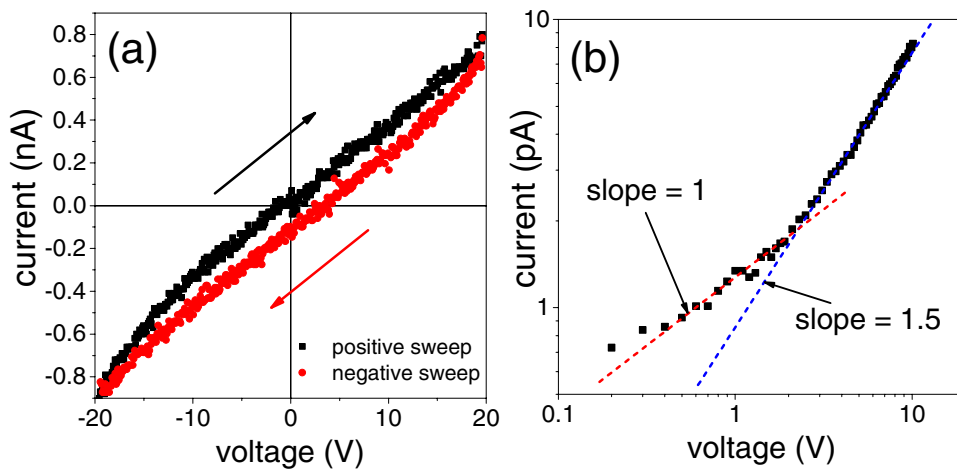 (a)
0.8
0.6
0.4
0.2
0.0
-0.2
-0.4
-0.6
-0.8
current (nA)
positive sweep
negative sweep
-20
-10
0
10
20
voltage (V)
(b)
10
1
current (pA)
slope = 1
slope = 1.5
0.1
1
10
voltage (V)